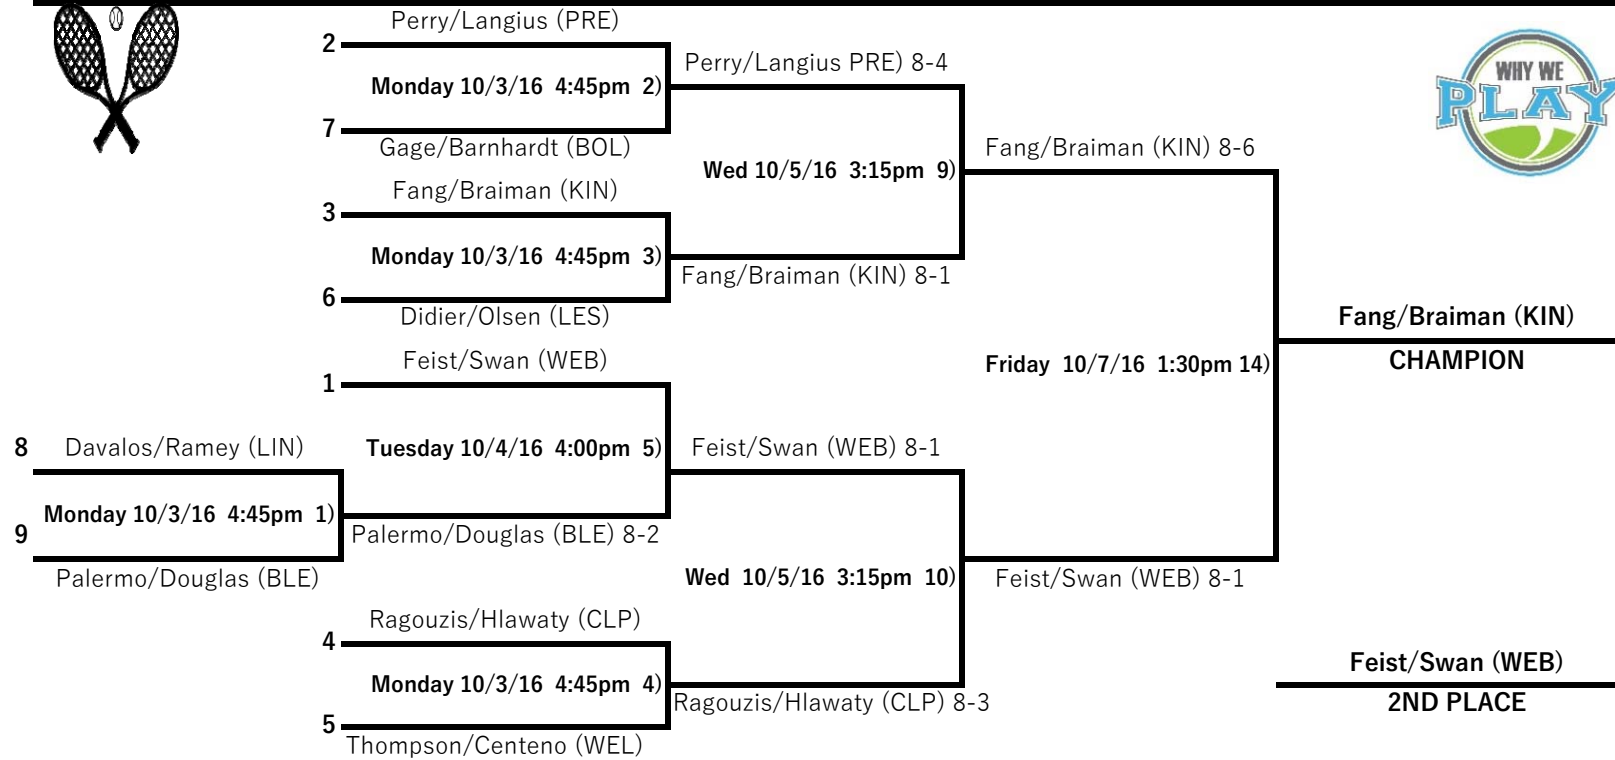 Perry/Langius (PRE)
2
Monday 10/3/16 4:45pm 2)
Perry/Langius PRE) 8-4
WHY WE
PLAY
7
Gage/Barnhardt (BOL)
Fang/Braiman (KIN) 8-6
Wed 10/5/16 3:15pm 9)
Fang/Braiman (KIN)
3
Monday 10/3/16 4:45pm 3)
Fang/Braiman (KIN) 8-1
6
Didier/Olsen (LES)
Fang/Braiman (KIN)
CHAMPION
Feist/Swan (WEB)
1
Friday 10/7/16 1:30pm 14)
8 Davalos/Ramey (LIN)
Tuesday 10/4/16 4:00pm 5)
Feist/Swan (WEB) 8-1
Monday 10/3/16 4:45pm 1)
9
Palermo/Douglas (BLE) 8-2
Palermo/Douglas (BLE)
Wed 10/5/16 3:15pm 10)
Feist/Swan (WEB) 8-1
Ragouzis/Hlawaty (CLP)
4
Monday 10/3/16 4:45pm 4)
Ragouzis/Hlawaty (CLP) 8-3
Feist/Swan (WEB)
2ND PLACE
5
Thompson/Centeno (WEL)